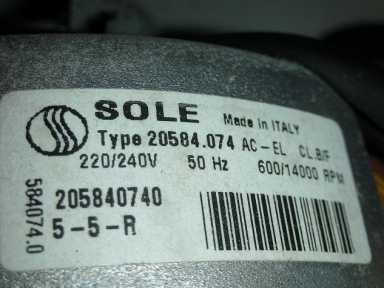 SOLE Made in ITALY
Type 20584.074 AC-EL CL.B/F
220/240V 50 Hz 600/14000 RPM
205840740
5-5-R
584074.0